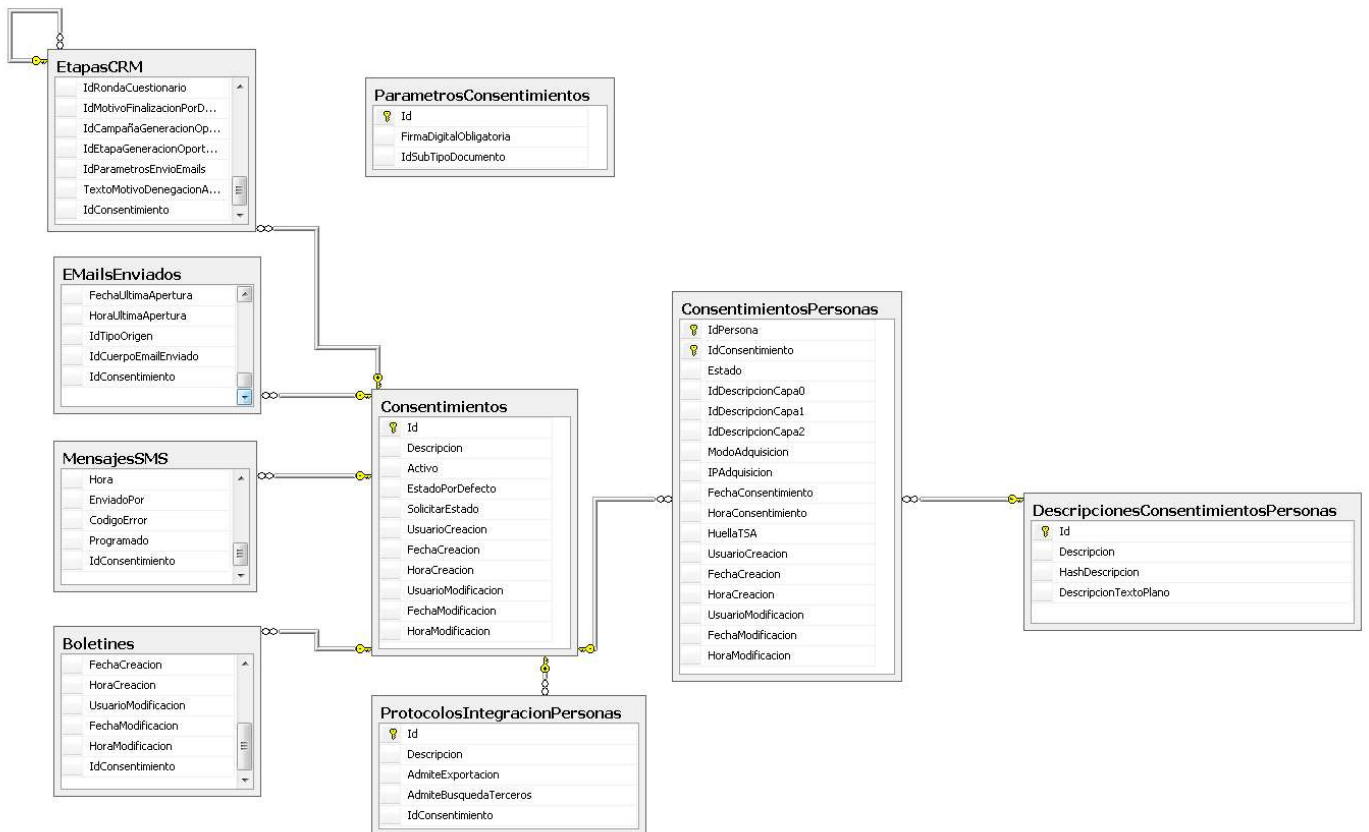 EtapasCRM
IdRondaCuestionario
IdMotivoFinalizacionPorD...
IdCampañaGeneracionOp...
IdEtapaGeneracionOport...
IdParametrosEnvioEmails
TextoMotivoDenegacionA...
IdConsentimiento
ParametrosConsentimientos
Id
FirmaDigitalObligatoria
IdSubTipoDocumento
EMailsEnviados
FechaUltimaApertura
HoraUltimaApertura
IdTipoOrigen
IdCuerpoEmailEnviado
IdConsentimiento
MensajesSMS
Hora
EnviadoPor
CodigoError
Programado
IdConsentimiento
Boletines
FechaCreacion
HoraCreacion
UsuarioModificacion
FechaModificacion
HoraModificacion
IdConsentimiento
Consentimientos
Id
Descripcion
Activo
EstadoPorDefecto
SolicitarEstado
UsuarioCreacion
FechaCreacion
HoraCreacion
UsuarioModificacion
FechaModificacion
HoraModificacion
ProtocolosIntegracionPersonas
Id
Descripcion
AdmiteExportacion
AdmiteBusquedaTerceros
IdConsentimiento
ConsentimientosPersonas
IdPersona
IdConsentimiento
Estado
IdDescripcionCapa0
IdDescripcionCapa1
IdDescripcionCapa2
ModoAdquisicion
IPAdquisicion
FechaConsentimiento
HoraConsentimiento
HuellaTSA
UsuarioCreacion
FechaCreacion
HoraCreacion
UsuarioModificacion
FechaModificacion
HoraModificacion
DescripcionesConsentimientosPersonas
Id
Descripcion
HashDescripcion
DescripcionTextoPlano